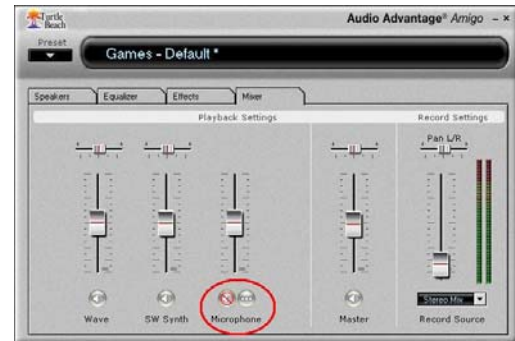 Turtle Beach
Audio Advantage® Amigo
Preset
Games - Default *
Speakers Equalizer Effects Mixer
Playback Settings
Record Settings
Pan L/R
Stereo Mix
Wave SW Synth Microphone Master Record Source